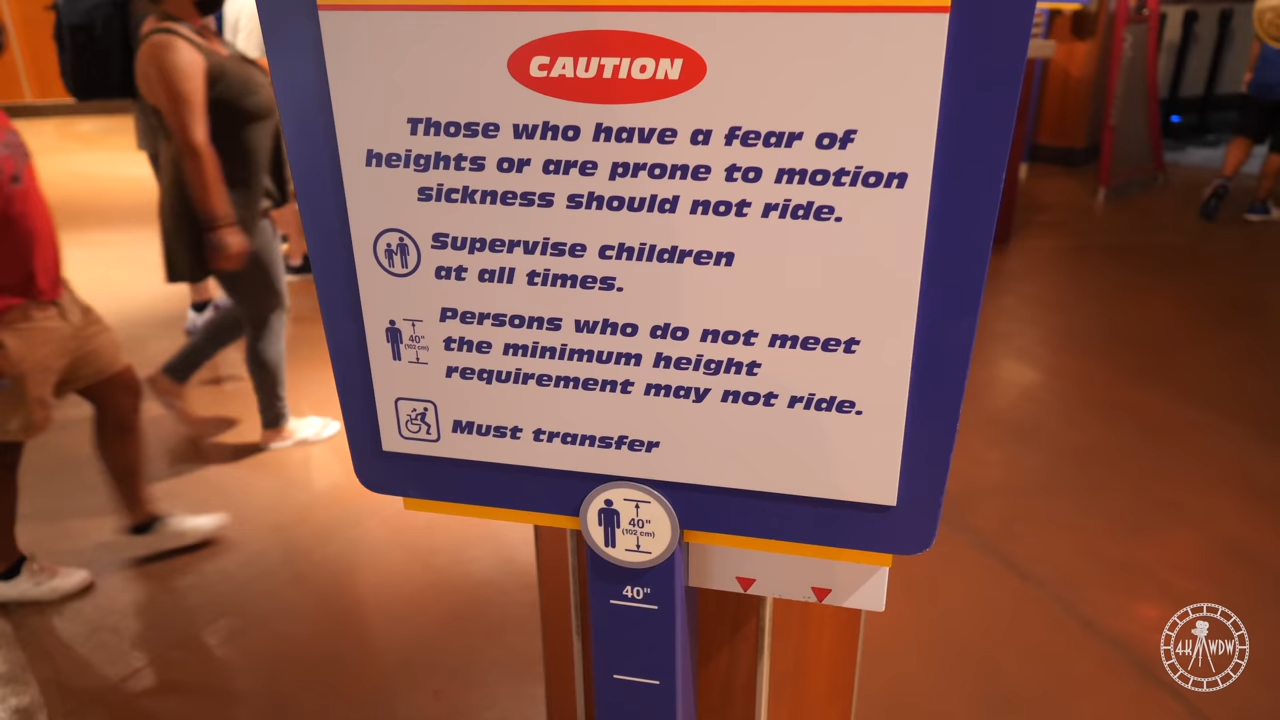 CAUTION
Those who have a fear of
heights or are prone to motion
sickness should not ride.
Supervise children
at all times.
40"
(102 cm)
Persons who do not meet
the minimum height
requirement may not ride.
Must transfer
40"
(102 cm)
40"
4K WDW